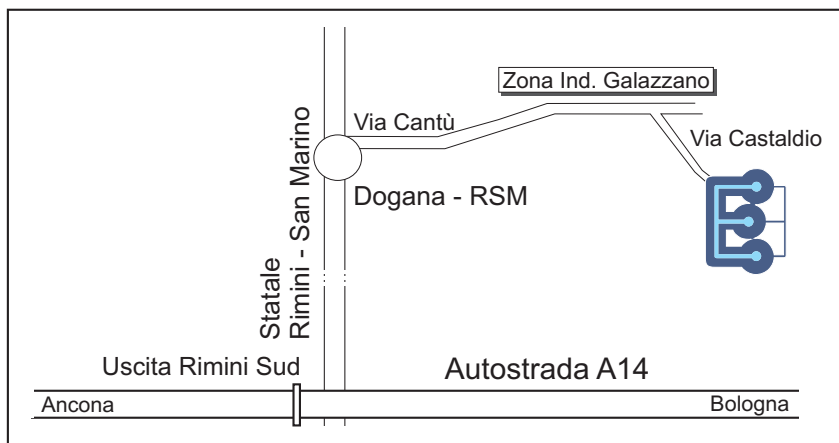 Zona Ind. Galazzano
Via Cantù
Via Castaldio
Dogana - RSM
Statale
Rimini - San Marino
Uscita Rimini Sud
Autostrada A14
Ancona
Bologna